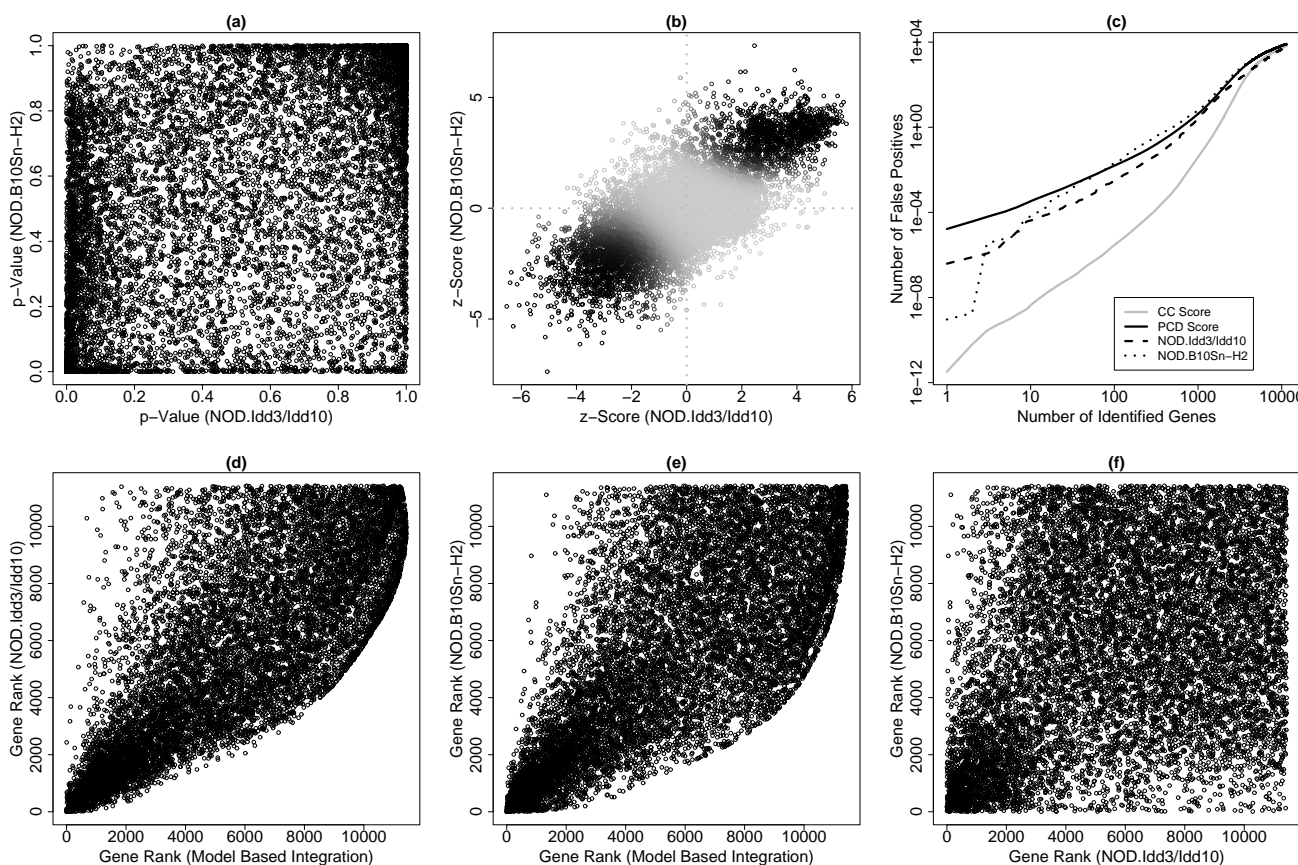 (a)
p−Value (NOD.B10Sn−H2)
0.0 0.2 0.4 0.6 0.8 1.0
0.0 0.2 0.4 0.6 0.8 1.0
p−Value (NOD.Idd3/Idd10)
(b)
z−Score (NOD.B10Sn−H2)
−5 0 5
−6 −4 −2 0 2 4 6
z−Score (NOD.Idd3/Idd10)
(c)
Number of False Positives
1e−12 1e−08 1e−04 1e+00 1e+04
CC Score
PCD Score
NOD.Idd3/Idd10
NOD.B10Sn−H2
1 10 100 1000 10000
Number of Identified Genes
(d)
Gene Rank (NOD.Idd3/Idd10)
0 2000 4000 6000 8000 10000
0 2000 4000 6000 8000 10000
Gene Rank (Model Based Integration)
(e)
Gene Rank (NOD.B10Sn−H2)
0 2000 4000 6000 8000 10000
0 2000 4000 6000 8000 10000
Gene Rank (Model Based Integration)
(f)
Gene Rank (NOD.B10Sn−H2)
0 2000 4000 6000 8000 10000
0 2000 4000 6000 8000 10000
Gene Rank (NOD.Idd3/Idd10)